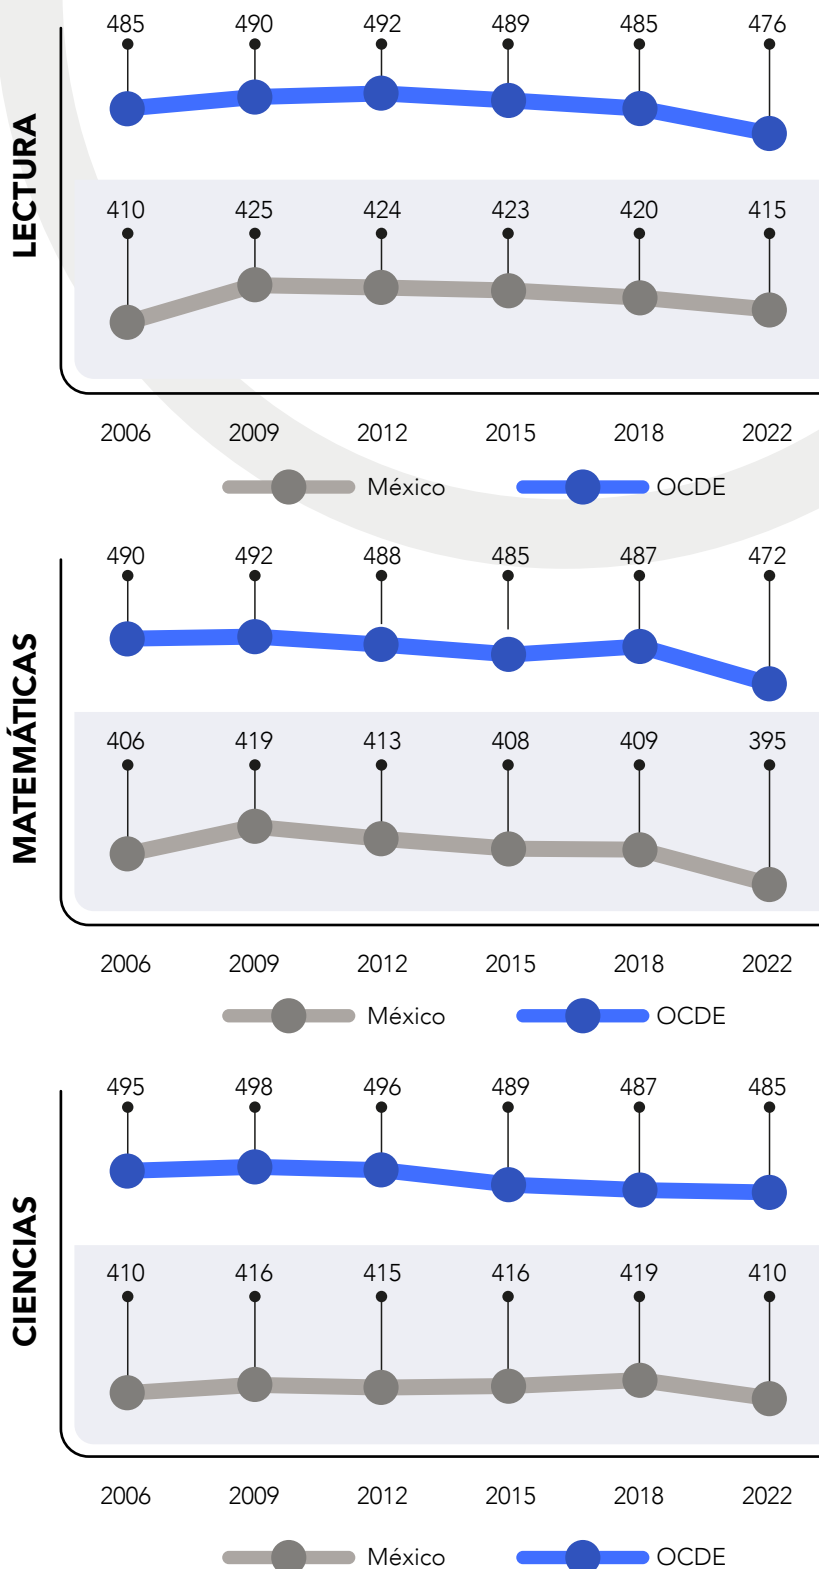 LECTURA
485 490 492 489 485 476
410 425 424 423 420 415
2006 2009 2012 2015 2018 2022
México OCDE
MATEMÁTICAS
490 492 488 485 487 472
406 419 413 408 409 395
2006 2009 2012 2015 2018 2022
México OCDE
CIENCIAS
495 498 496 489 487 485
410 416 415 416 419 410
2006 2009 2012 2015 2018 2022
México OCDE